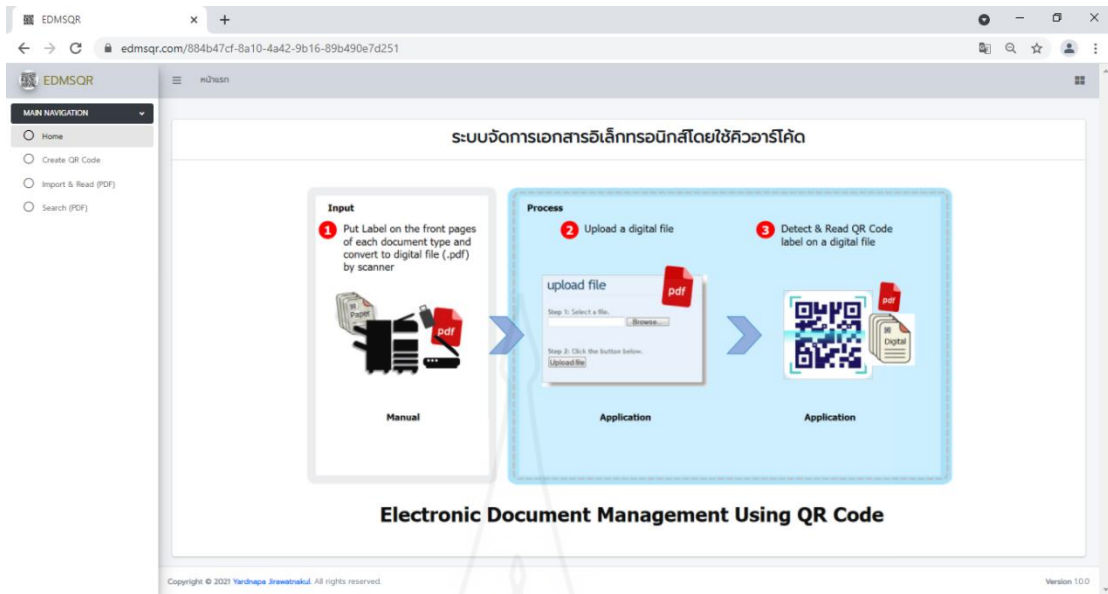 EDMSQR
edmsqr.com/884b47cf-8a10-4a42-9b16-89b490e7d251
EDMSQR
หน้าแรก
MAIN NAVIGATION
Home
Create QR Code
Import & Read (PDF)
Search (PDF)
ระบบจัดการเอกสารอิเล็กทรอนิกส์โดยใช้คิวอาร์โค้ด
Input
1 Put Label on the front pages
of each document type and
convert to digital file (.pdf)
by scanner
Paper
pdf
Manual
Process
2 Upload a digital file
upload file
pdf
Step 1: Select a file.
Browse...
Step 2: Click the button below.
Upload file
Application
3 Detect & Read QR Code
label on a digital file
pdf
Digital
Application
Electronic Document Management Using QR Code
Copyright © 2021 Yardnapa Jirawatnakul. All rights reserved.
Version 1.0.0